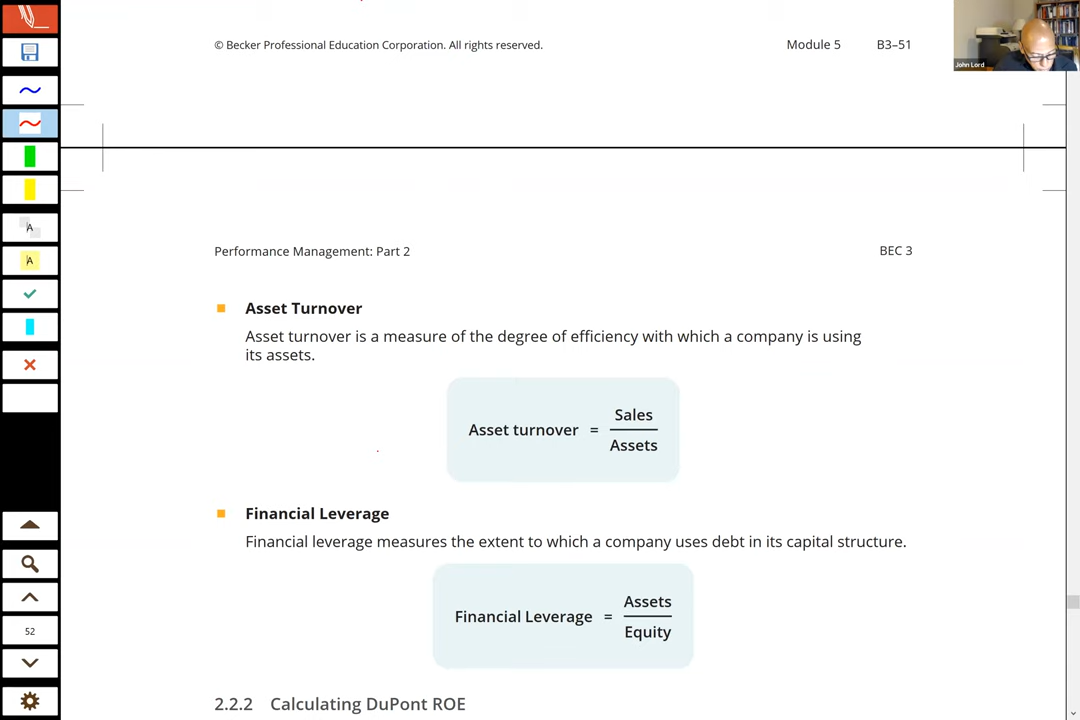 © Becker Professional Education Corporation. All rights reserved.
Module 5
B3–51
John Lord
A
A
52
Performance Management: Part 2
BEC 3
Asset Turnover
Asset turnover is a measure of the degree of efficiency with which a company is using
its assets.
Asset turnover = Sales
Assets
Financial Leverage
Financial leverage measures the extent to which a company uses debt in its capital structure.
Financial Leverage = Assets
Equity
2.2.2 Calculating DuPont ROE